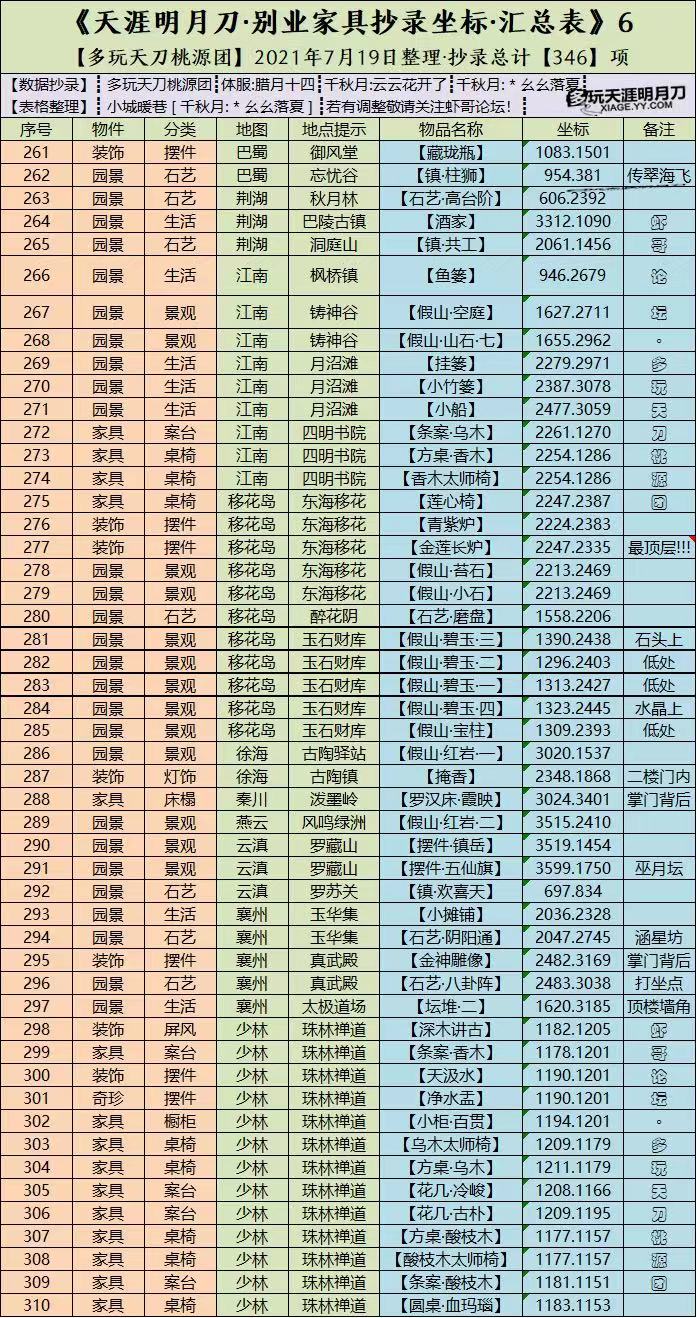 《天涯明月刀·别业家具抄录坐标·汇总表》6
【多玩天刀桃源团】2021年7月19日整理·抄录总计【346】项
【数据抄录】 多玩天刀桃源团 体服:腊月十四 千秋月:云云花开了 千秋月: * 幺幺落夏
【表格整理】 小城暖巷 [ 千秋月: * 幺幺落夏 ] 若有调整敬请关注虾哥论坛!
多玩天涯明月刀
XIAGE.YY.COM
序号 物件 分类 地图 地点提示 物品名称 坐标 备注
261 装饰 摆件 巴蜀 御风堂 【藏珑瓶】 1083.1501
262 园景 石艺 巴蜀 忘忧谷 【镇·柱狮】 954.381 传翠海飞
263 园景 石艺 荆湖 秋月林 【石艺·高台阶】 606.2392
264 园景 生活 荆湖 巴陵古镇 【酒家】 3312.1090 虾
265 园景 石艺 荆湖 洞庭山 【镇·共工】 2061.1456 哥
266 园景 生活 江南 枫桥镇 【鱼篓】 946.2679 论
267 园景 景观 江南 铸神谷 【假山·空庭】 1627.2711 坛
268 园景 景观 江南 铸神谷 【假山·山石·七】 1655.2962 。
269 园景 生活 江南 月沼滩 【挂篓】 2279.2971 多
270 园景 生活 江南 月沼滩 【小竹篓】 2387.3078 玩
271 园景 生活 江南 月沼滩 【小船】 2477.3059 天
272 家具 案台 江南 四明书院 【条案·乌木】 2261.1270 刀
273 家具 桌椅 江南 四明书院 【方桌·香木】 2254.1286 桃
274 家具 桌椅 江南 四明书院 【香木太师椅】 2254.1286 源
275 家具 桌椅 移花岛 东海移花 【莲心椅】 2247.2387 团
276 装饰 摆件 移花岛 东海移花 【青紫炉】 2224.2383
277 装饰 摆件 移花岛 东海移花 【金莲长炉】 2247.2335 最顶层!!!
278 园景 景观 移花岛 东海移花 【假山·苔石】 2213.2469
279 园景 景观 移花岛 东海移花 【假山·小石】 2213.2469
280 园景 石艺 移花岛 醉花阴 【石艺·磨盘】 1558.2206
281 园景 景观 移花岛 玉石财库 【假山·碧玉·三】 1390.2438 石头上
282 园景 景观 移花岛 玉石财库 【假山·碧玉·二】 1296.2403 低处
283 园景 景观 移花岛 玉石财库 【假山·碧玉·一】 1313.2427 低处
284 园景 景观 移花岛 玉石财库 【假山·碧玉·四】 1323.2445 水晶上
285 园景 景观 移花岛 玉石财库 【假山·宝柱】 1309.2393 低处
286 园景 景观 徐海 古陶驿站 【假山·红岩·一】 3020.1537
287 装饰 灯饰 徐海 古陶镇 【掩香】 2348.1868 二楼门内
288 家具 床榻 秦川 泼墨岭 【罗汉床·霞映】 3024.3401 掌门背后
289 园景 景观 燕云 风鸣绿洲 【假山·红岩·二】 3515.2410
290 园景 景观 云滇 罗藏山 【摆件·镇岳】 3519.1454
291 园景 景观 云滇 罗藏山 【摆件·五仙旗】 3599.1750 巫月坛
292 园景 石艺 云滇 罗苏关 【镇·欢喜天】 697.834
293 园景 生活 襄州 玉华集 【小摊铺】 2036.2328
294 园景 石艺 襄州 玉华集 【石艺·阴阳通】 2047.2745 涵星坊
295 装饰 摆件 襄州 真武殿 【金神雕像】 2482.3169 掌门背后
296 园景 石艺 襄州 真武殿 【石艺·八卦阵】 2483.3038 打坐点
297 园景 生活 襄州 太极道场 【坛堆·二】 1620.3185 顶楼墙角
298 装饰 屏风 少林 珠林禅道 【深木讲古】 1182.1205 虾
299 家具 案台 少林 珠林禅道 【条案·香木】 1178.1201 哥
300 装饰 摆件 少林 珠林禅道 【天汲水】 1190.1201 论
301 奇珍 摆件 少林 珠林禅道 【净水盂】 1190.1201 坛
302 家具 橱柜 少林 珠林禅道 【小柜·百贯】 1194.1201 。
303 家具 桌椅 少林 珠林禅道 【乌木太师椅】 1209.1179 多
304 家具 桌椅 少林 珠林禅道 【方桌·乌木】 1211.1179 玩
305 家具 案台 少林 珠林禅道 【花几·冷峻】 1208.1166 天
306 家具 案台 少林 珠林禅道 【花几·古朴】 1209.1195 刀
307 家具 桌椅 少林 珠林禅道 【方桌·酸枝木】 1177.1157 桃
308 家具 桌椅 少林 珠林禅道 【酸枝木太师椅】 1177.1157 源
309 家具 案台 少林 珠林禅道 【条案·酸枝木】 1181.1151 团
310 家具 桌椅 少林 珠林禅道 【圆桌·血玛瑙】 1183.1153